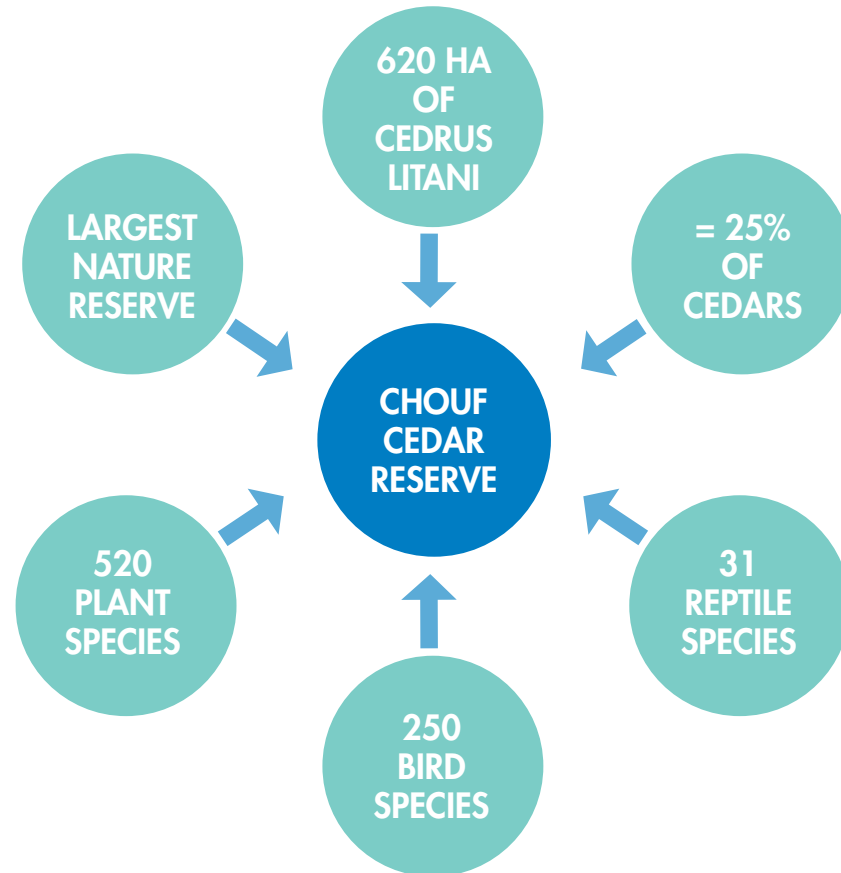 620 HA
OF
CEDRUS
LITANI
= 25%
OF
CEDARS
31
REPTILE
SPECIES
250
BIRD
SPECIES
520
PLANT
SPECIES
LARGEST
NATURE
RESERVE
CHOUF
CEDAR
RESERVE